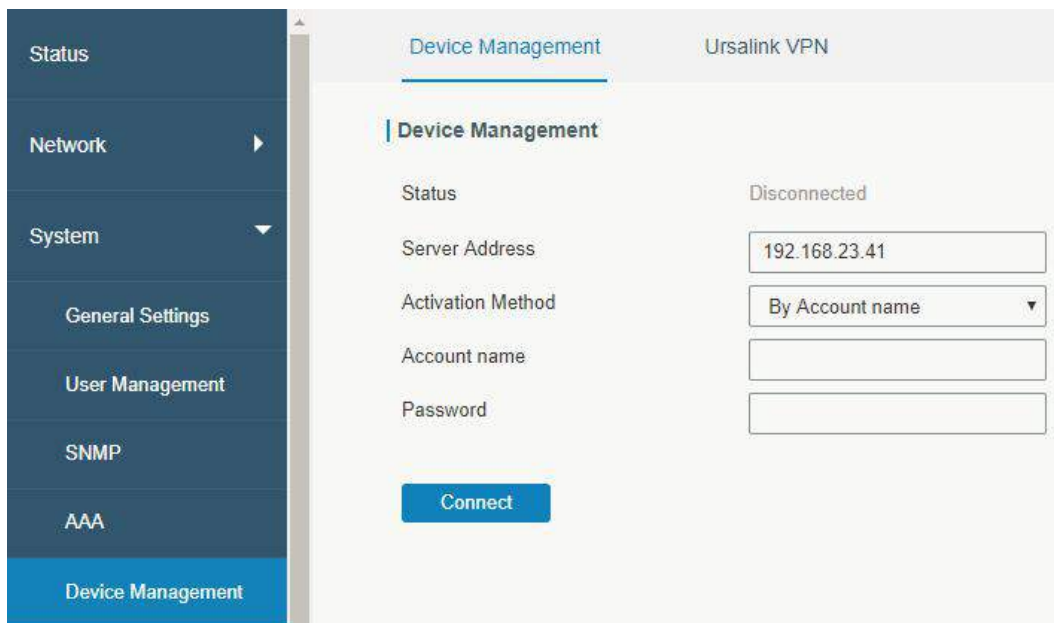 Status
Network
System
General Settings
User Management
SNMP
AAA
Device Management
Device Management Ursalink VPN
Device Management
Status Disconnected
Server Address 192.168.23.41
Activation Method By Account name
Account name
Password
Connect